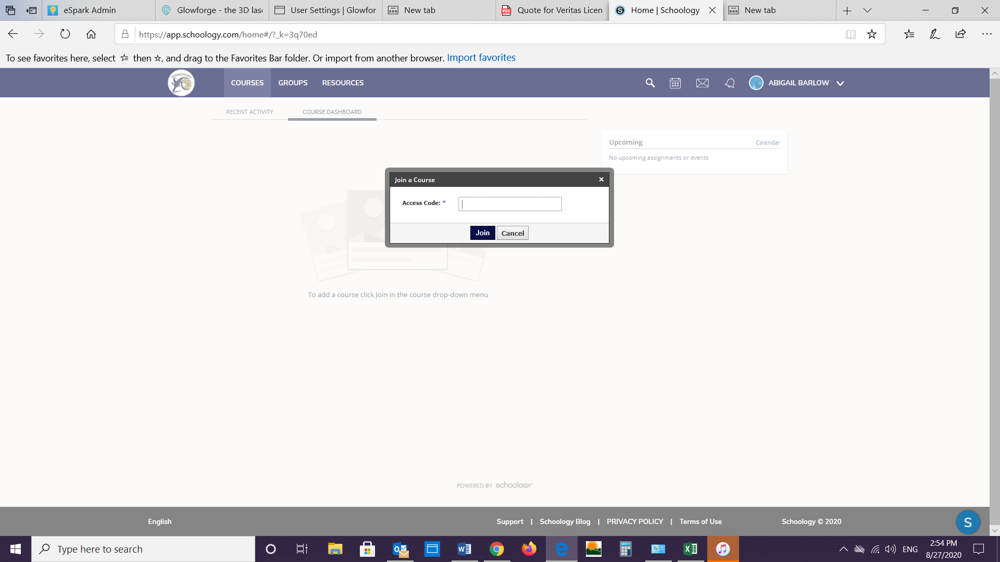 eSpark Admin
Glowforge - the 3D lase
User Settings | Glowfor
New tab
Quote for Veritas Licen
Home | Schoology
New tab
https://app.schoology.com/home#/?_k=3q70ed
To see favorites here, select then ☆, and drag to the Favorites Bar folder. Or import from another browser. Import favorites
TURKEYFOOT
COURSES GROUPS RESOURCES
ABIGAIL BARLOW
RECENT ACTIVITY COURSE DASHBOARD
Upcoming Calendar
No upcoming assignments or events
Join a Course ×
Access Code: *
Join Cancel
To add a course click Join in the course drop-down menu
POWERED BY schoology
English Support | Schoology Blog | PRIVACY POLICY | Terms of Use Schoology © 2020
S
Type here to search
ENG
2:54 PM
8/27/2020